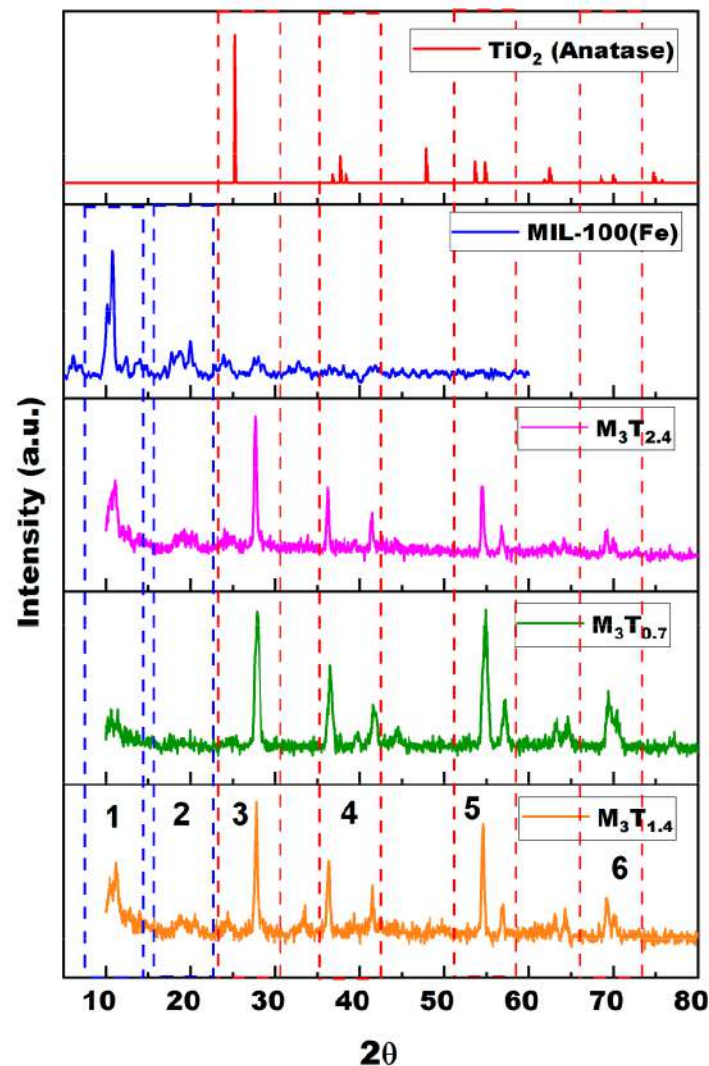 TiO₂ (Anatase)
MIL-100(Fe)
M₃T₂.₄
M₃T₀.₇
M₃T₁.₄
1 2 3 4 5 6
Intensity (a.u.)
10 20 30 40 50 60 70 80
2θ